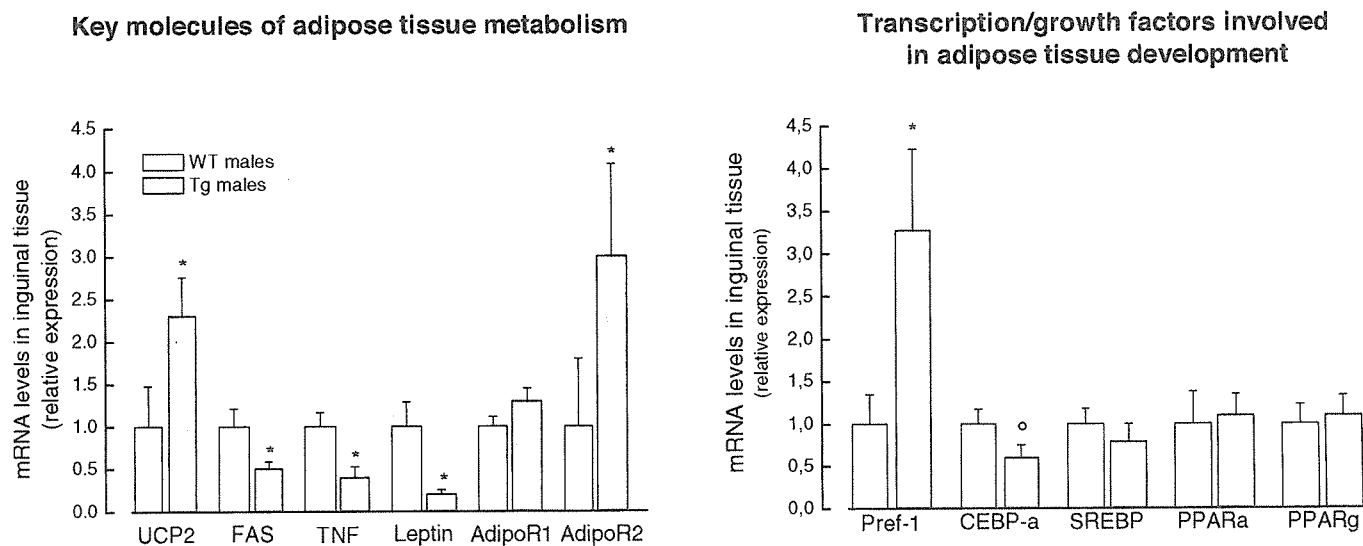 Key molecules of adipose tissue metabolism
mRNA levels in inguinal tissue
(relative expression)
4.5
4.0
3.5
3.0
2.5
2.0
1.5
1.0
0.5
0.0
WT males
Tg males
*
*
*
*
*
UCP2 FAS TNF Leptin AdipoR1 AdipoR2
Transcription/growth factors involved
in adipose tissue development
mRNA levels in inguinal tissue
(relative expression)
4,5
4,0
3,5
3,0
2,5
2,0
1,5
1,0
0,5
0,0
*
°
Pref-1 CEBP-a SREBP PPARa PPARg